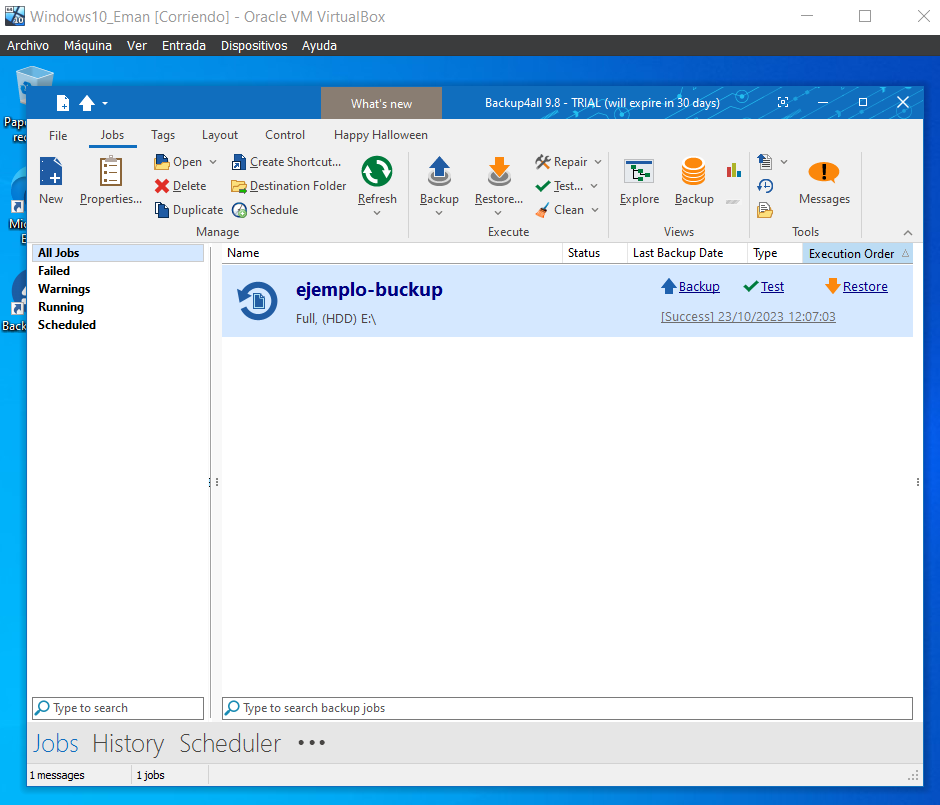 Windows10_Eman [Corriendo] - Oracle VM VirtualBox
Archivo Máquina Ver Entrada Dispositivos Ayuda
What's new
Backup4all 9.8 - TRIAL (will expire in 30 days)
File Jobs Tags Layout Control Happy Halloween
New
Properties...
Open
Delete
Duplicate
Create Shortcut...
Destination Folder
Schedule
Refresh
Manage
Backup
Restore...
Repair
Test...
Clean
Execute
Explore
Backup
Views
Messages
Tools
All Jobs
Failed
Warnings
Running
Scheduled
Name Status Last Backup Date Type Execution Order
ejemplo-buckup
Full, (HDD) E:\
Backup Test Restore
[Success] 23/10/2023 12:07:03
Type to search
Type to search backup jobs
Jobs History Scheduler •••
1 messages 1 jobs